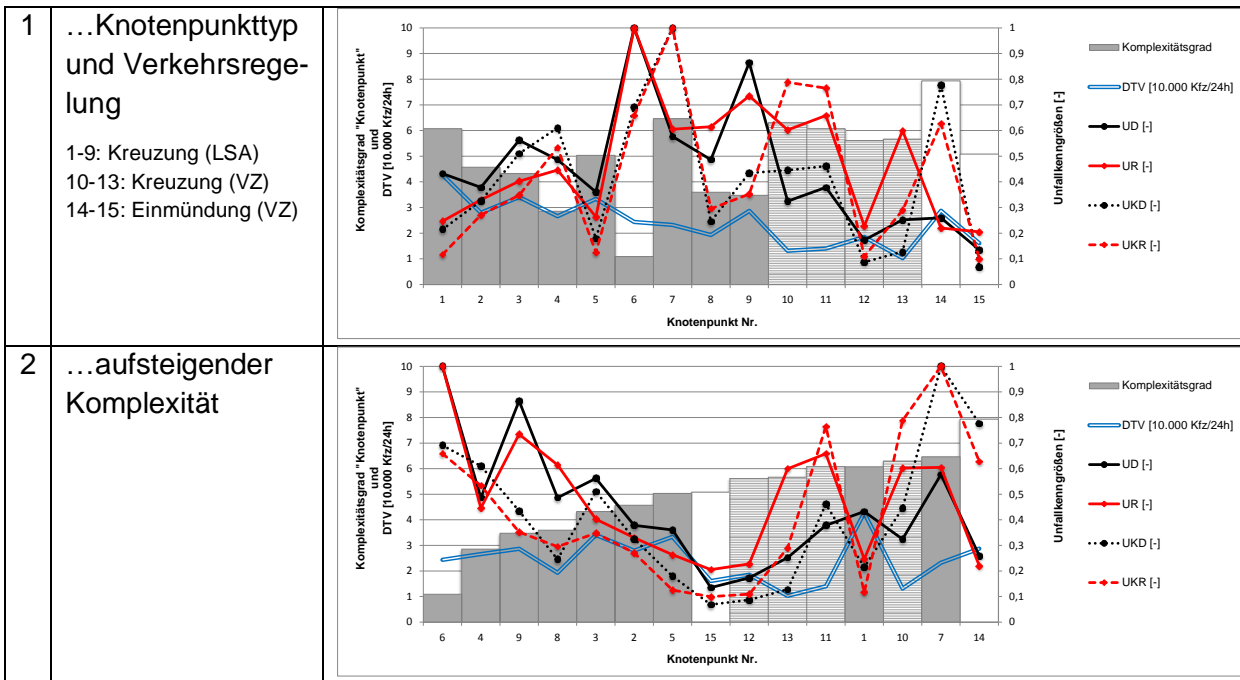 1
…Knotenpunkttyp
und Verkehrsrege-
lung
1-9: Kreuzung (LSA)
10-13: Kreuzung (VZ)
14-15: Einmündung (VZ)
Komplexitätsgrad "Knotenpunkt"
und
DTV [10.000 Kfz/24h]
10
9
8
7
6
5
4
3
2
1
0
1 2 3 4 5 6 7 8 9 10 11 12 13 14 15
Knotenpunkt Nr.
1
0,9
0,8
0,7
0,6
0,5
0,4
0,3
0,2
0,1
0
Unfallkenngrößen [-]
Komplexitätsgrad
DTV [10.000 Kfz/24h]
UD [-]
UR [-]
UKD [-]
UKR [-]
2
…aufsteigender
Komplexität
Komplexitätsgrad "Knotenpunkt"
und
DTV [10.000 Kfz/24h]
10
9
8
7
6
5
4
3
2
1
0
6 4 9 8 3 2 5 15 12 13 11 1 10 7 14
Knotenpunkt Nr.
1
0,9
0,8
0,7
0,6
0,5
0,4
0,3
0,2
0,1
0
Unfallkenngrößen [-]
Komplexitätsgrad
DTV [10.000 Kfz/24h]
UD [-]
UR [-]
UKD [-]
UKR [-]